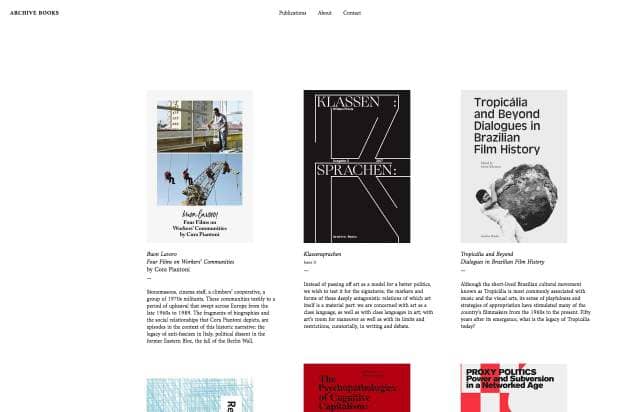 ARCHIVE BOOKS
Publications About Contact
Buon Lavoro!
Four Films on
Workers' Communities
by Cora Piantoni
KLASSEN :
SPRACHEN:
Archive Books
Tropicália
and Beyond
Dialogues in
Brazilian
Film History
Buon Lavoro
Four Films on Workers' Communities
by Cora Piantoni
—
Stonemasons, cinema staff, a climbers' cooperative, a
group of 1970s militants. These communities testify to a
period of upheaval that swept across Europe from the
late 1960s to 1989. The fragments of biographies and
the social relationships that Cora Piantoni depicts, are
episodes in the context of this historic narrative: the
legacy of anti-fascism in Italy, political dissent in the
former Eastern Bloc, the fall of the Berlin Wall.
Klassensprachen
Issue 0
—
Instead of passing off art as a model for a better politics,
we wish to test it for the signatures, the markers and
forms of these deeply antagonistic relations of which art
itself is a material part: we are concerned with art as a
class language, as well as with class languages in art; with
art's room for maneuver as well as with its limits and
restrictions, curatorially, in writing and debate.
Tropicália and Beyond
Dialogues in Brazilian Film History
—
Although the short-lived Brazilian cultural movement
known as Tropicália is most commonly associated with
music and the visual arts, its sense of playfulness and
strategies of appropriation have stimulated many of the
country's filmmakers from the 1960s to the present. Fifty
years after its emergence, what is the legacy of Tropicália
today?
Re
The
Psychopathologies
of Cognitive
Capitalism:
PROXY POLITICS
Power and Subversion
in a Networked Age